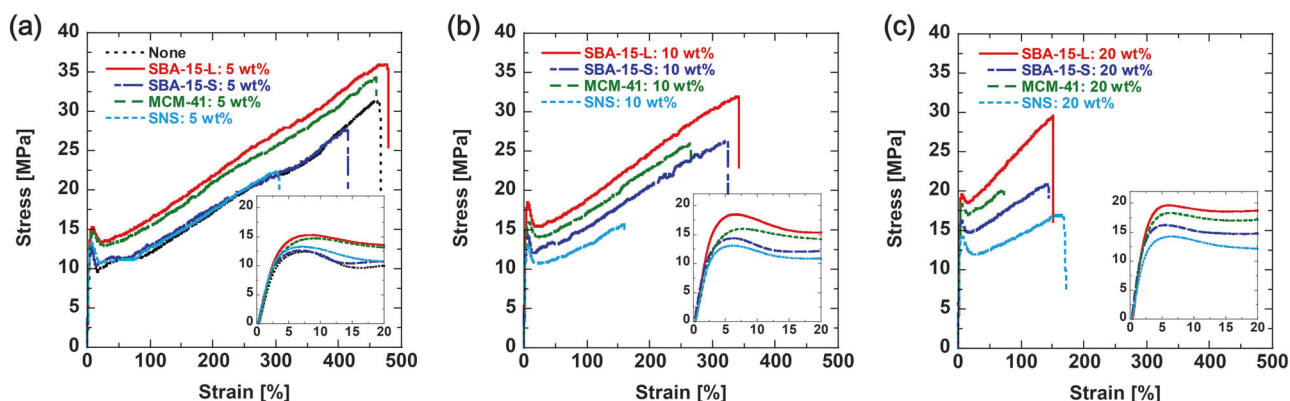 (a)
Stress [MPa]
40
35
30
25
20
15
10
5
0
None
SBA-15-L: 5 wt%
SBA-15-S: 5 wt%
MCM-41: 5 wt%
SNS: 5 wt%
20
15
10
5
0
0 5 10 15 20
0 100 200 300 400 500
Strain [%]
(b)
Stress [MPa]
40
35
30
25
20
15
10
5
0
SBA-15-L: 10 wt%
SBA-15-S: 10 wt%
MCM-41: 10 wt%
SNS: 10 wt%
20
15
10
5
0
0 5 10 15 20
0 100 200 300 400 500
Strain [%]
(c)
Stress [MPa]
40
35
30
25
20
15
10
5
0
SBA-15-L: 20 wt%
SBA-15-S: 20 wt%
MCM-41: 20 wt%
SNS: 20 wt%
20
15
10
5
0
0 5 10 15 20
0 100 200 300 400 500
Strain [%]